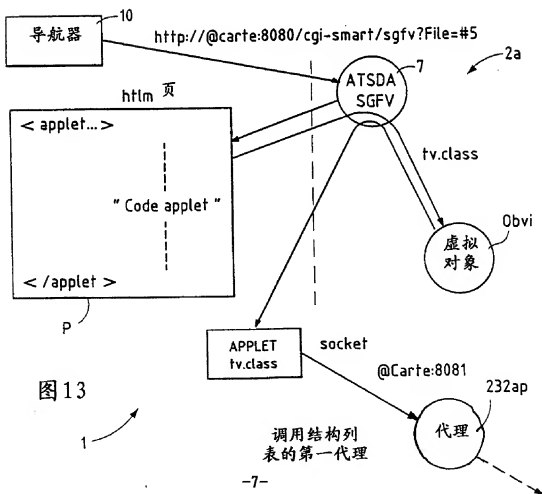 10
导航器
http://@carte:8080/cgi-smart/sgfv?File=#5
7
2a
ATSDA
SGFV
htlm 页
< applet...>
" Code applet "
< /applet >
P
tv.class
Obvi
虚拟
对象
APPLET
tv.class
socket
@Carte:8081
232ap
代理
图13
1
调用结构列
表的第一代理
-7-